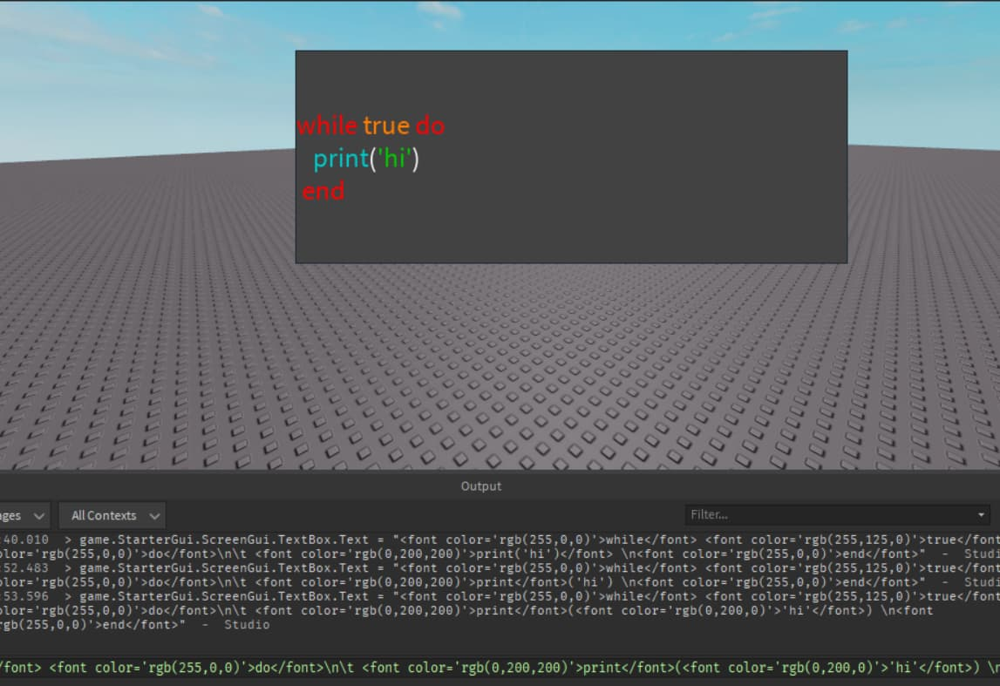 while true do
print('hi')
end
Output
ages
All Contexts
Filter...
:40.010 > game.StarterGui.ScreenGui.TextBox.Text = "<font color='rgb(255,0,0)'>while</font> <font color='rgb(255,125,0)'>true</font
olor='rgb(255,0,0)'>do</font>\n\t <font color='rgb(0,200,200)'>print('hi')</font> \n<font color='rgb(255,0,0)'>end</font>" - Studi
:52.483 > game.StarterGui.ScreenGui.TextBox.Text = "<font color='rgb(255,0,0)'>while</font> <font color='rgb(255,125,0)'>true</font
olor='rgb(255,0,0)'>do</font>\n\t <font color='rgb(0,200,200)'>print</font>('hi') \n<font color='rgb(255,0,0)'>end</font>" - Studi
:53.596 > game.StarterGui.ScreenGui.TextBox.Text = "<font color='rgb(255,0,0)'>while</font> <font color='rgb(255,125,0)'>true</font
olor='rgb(255,0,0)'>do</font>\n\t <font color='rgb(0,200,200)'>print</font>(<font color='rgb(0,200,0)'>'hi'</font>) \n<font
rgb(255,0,0)'>end</font>" - Studio
/font> <font color='rgb(255,0,0)'>do</font>\n\t <font color='rgb(0,200,200)'>print</font>(<font color='rgb(0,200,0)'>'hi'</font>) \n